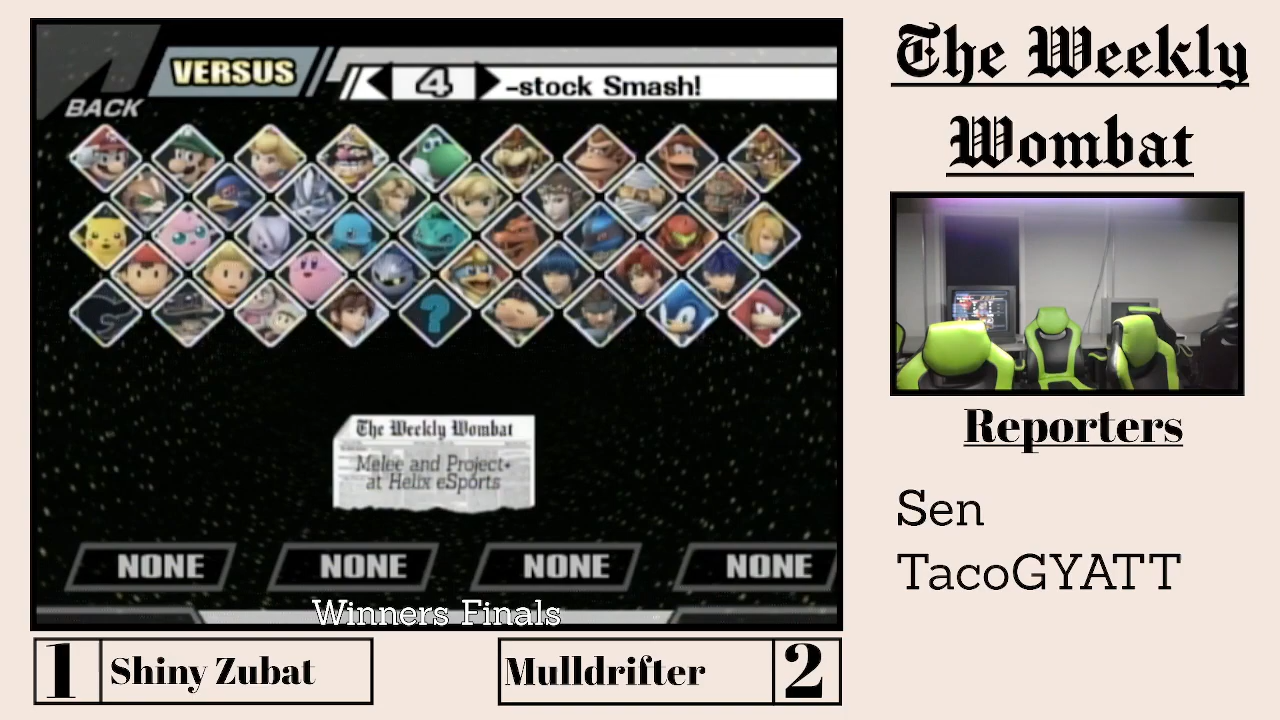 VERSUS
4 -stock Smash!
BACK
?
The Weekly Wombat
Melee and Project+
at Helix eSports
NONE NONE NONE NONE
Winners Finals
1 Shiny Zubat
Mulldrifter 2
The Weekly
Wombat
Reporters
Sen
TacoGYATT